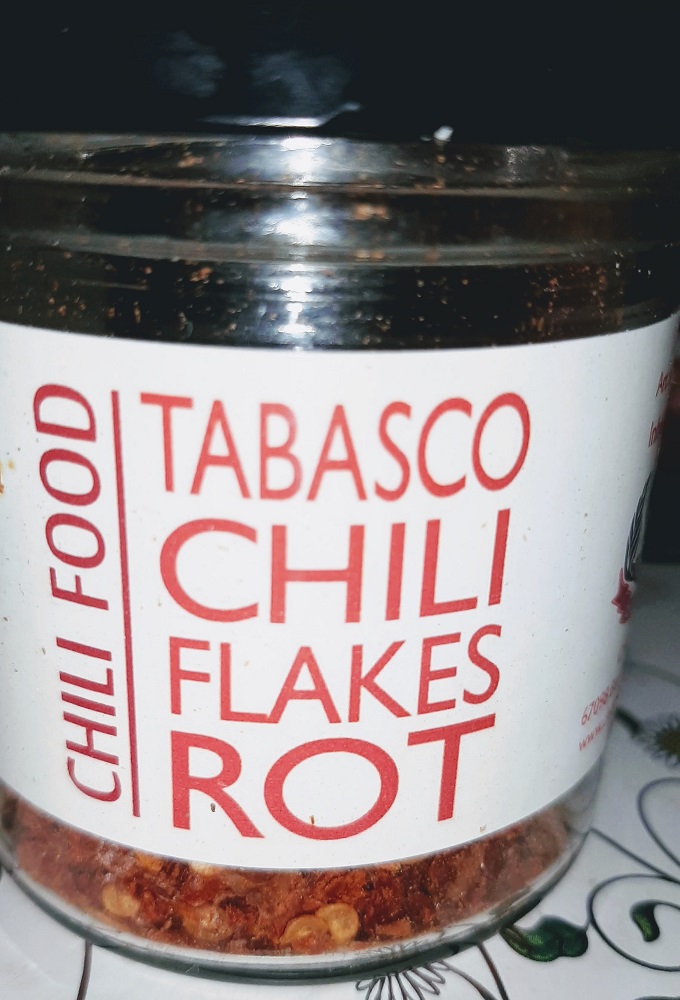 CHILI FOOD
TABASCO
CHILI
FLAKES
ROT